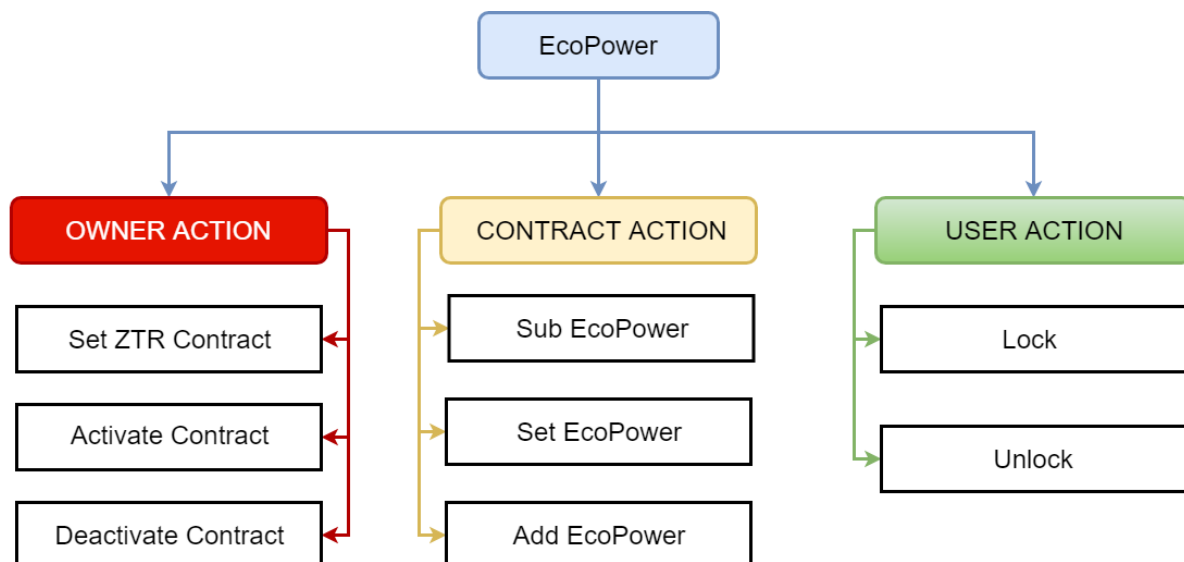 EcoPower
OWNER ACTION
CONTRACT ACTION
USER ACTION
Set ZTR Contract
Activate Contract
Deactivate Contract
Sub EcoPower
Set EcoPower
Add EcoPower
Lock
Unlock